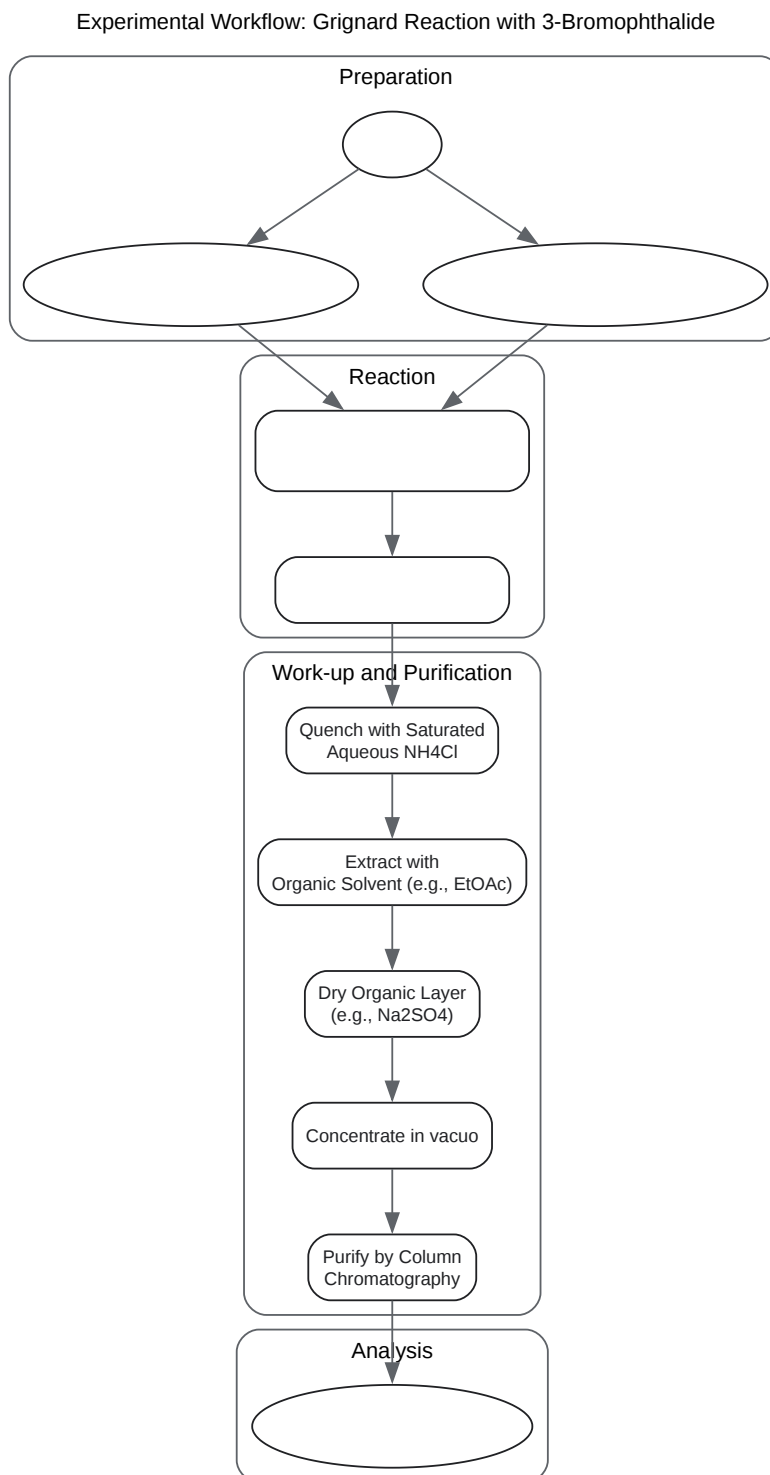 Experimental Workflow: Grignard Reaction with 3-Bromophthalide
Preparation
Reaction
Work-up and Purification
Quench with Saturated
Aqueous NH4Cl
Extract with
Organic Solvent (e.g., EtOAc)
Dry Organic Layer
(e.g., Na2SO4)
Concentrate in vacuo
Purify by Column
Chromatography
Analysis